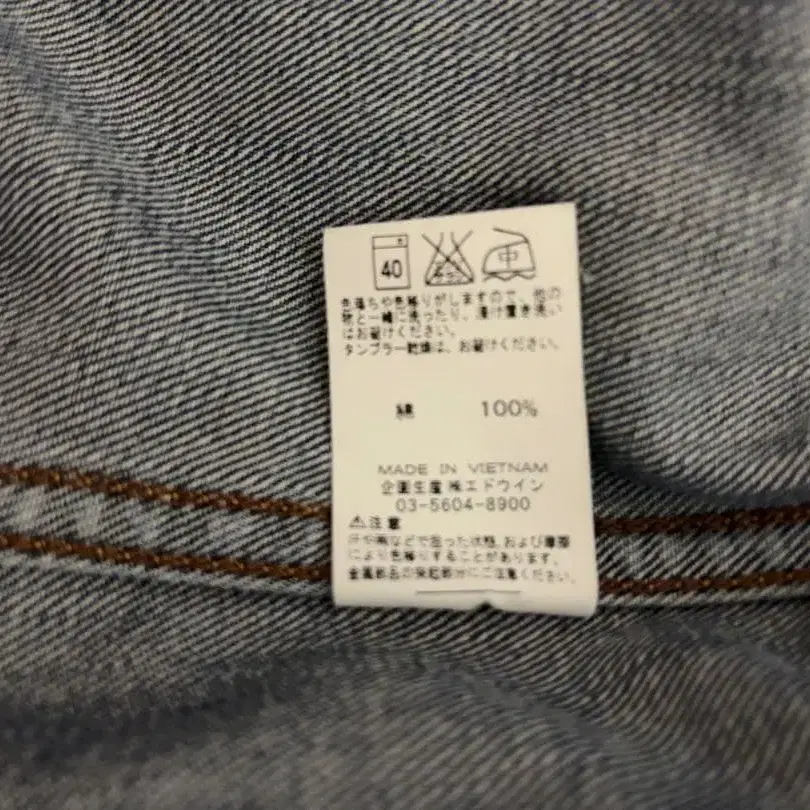 40
中
色落ちや色移りがしますので、他の
物と一緒に洗ったり、漬け置き洗い
はお避けください。
タンブラー乾燥は、お避けください。
綿 100%
MADE IN VIETNAM
企画生産 ㈱エドウイン
03-5604-8900
⚠注意
汗や雨などで湿った状態、および摩擦
により色移りすることがあります。
金属部品の突起部分にご注意ください。